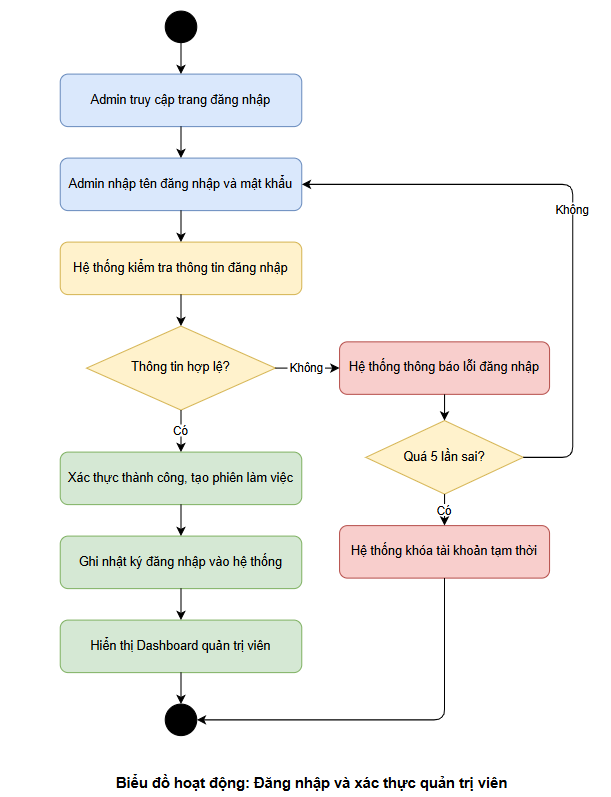 Admin truy cập trang đăng nhập
Admin nhập tên đăng nhập và mật khẩu
Không
Hệ thống kiểm tra thông tin đăng nhập
Thông tin hợp lệ?
Không
Hệ thống thông báo lỗi đăng nhập
Có
Quá 5 lần sai?
Xác thực thành công, tạo phiên làm việc
Có
Hệ thống khóa tài khoản tạm thời
Ghi nhật ký đăng nhập vào hệ thống
Hiển thị Dashboard quản trị viên
Biểu đồ hoạt động: Đăng nhập và xác thực quản trị viên